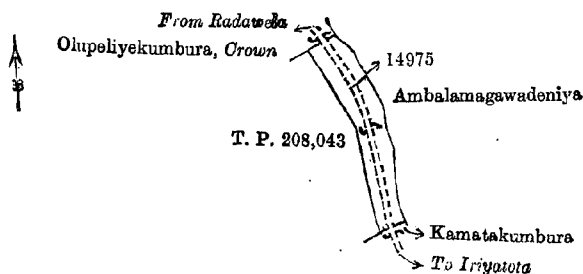 From Radawela
Olupeliyekumbura, Crown
14975
Ambalamagawadeniya
T. P. 208,043
Kamatakumbura
To Iriyatota